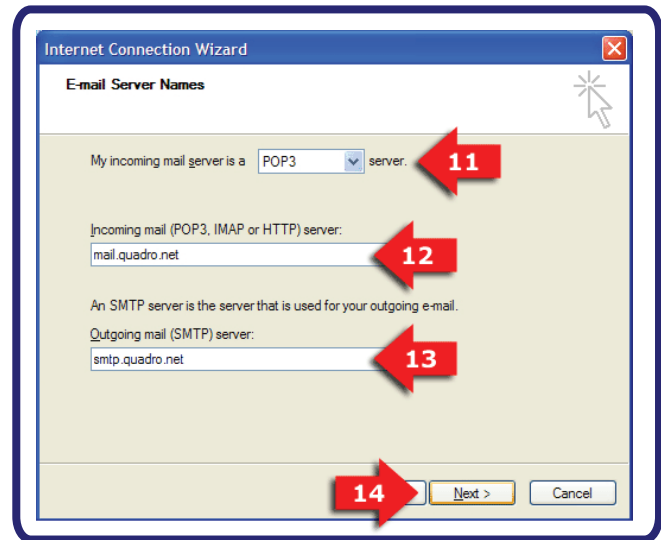 Internet Connection Wizard
E-mail Server Names
My incoming mail server is a POP3 server. 11
Incoming mail (POP3, IMAP or HTTP) server:
mail.quadro.net 12
An SMTP server is the server that is used for your outgoing e-mail.
Outgoing mail (SMTP) server:
smtp.quadro.net 13
14 Next > Cancel